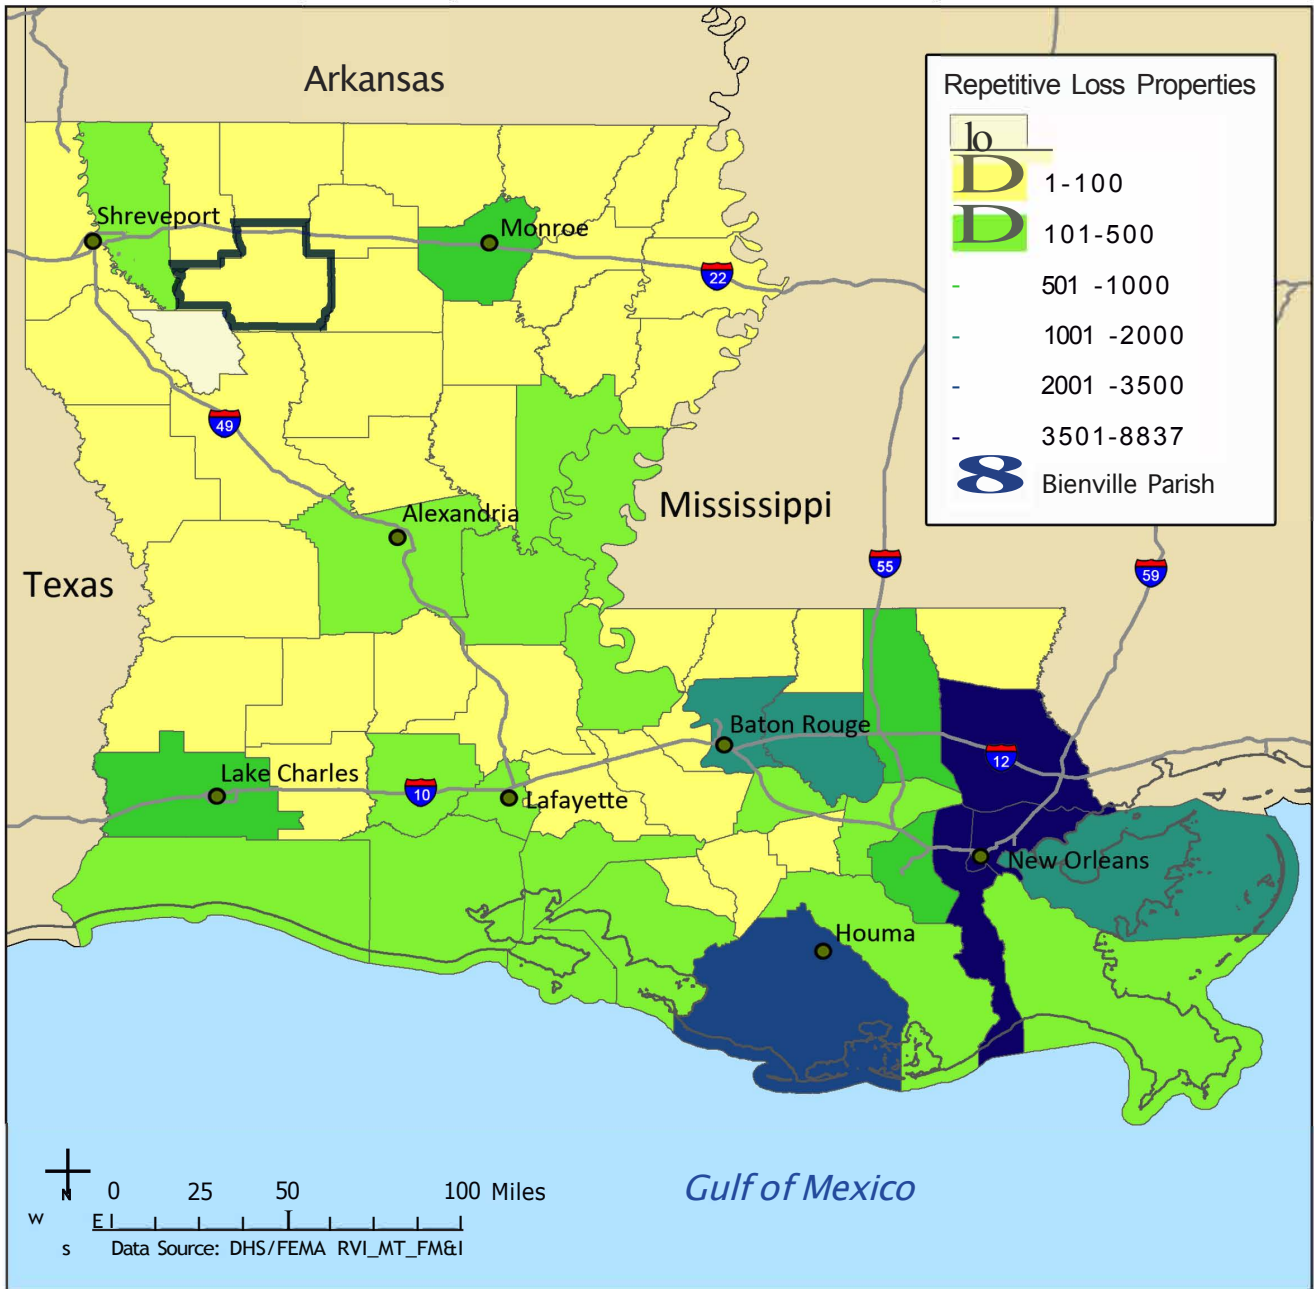 Arkansas
Repetitive Loss Properties
lo
D 1-100
D 101-500
- 501 -1000
- 1001 -2000
- 2001 -3500
- 3501-8837
8 Bienville Parish
Shreveport
Monroe
22
49
Mississippi
Alexandria
Texas
55
59
Baton Rouge
12
Lake Charles
10
Lafayette
New Orleans
Houma
Gulf of Mexico
N
0 25 50 100 Miles
W E
S
Data Source: DHS/FEMA RVI_MT_FM&I